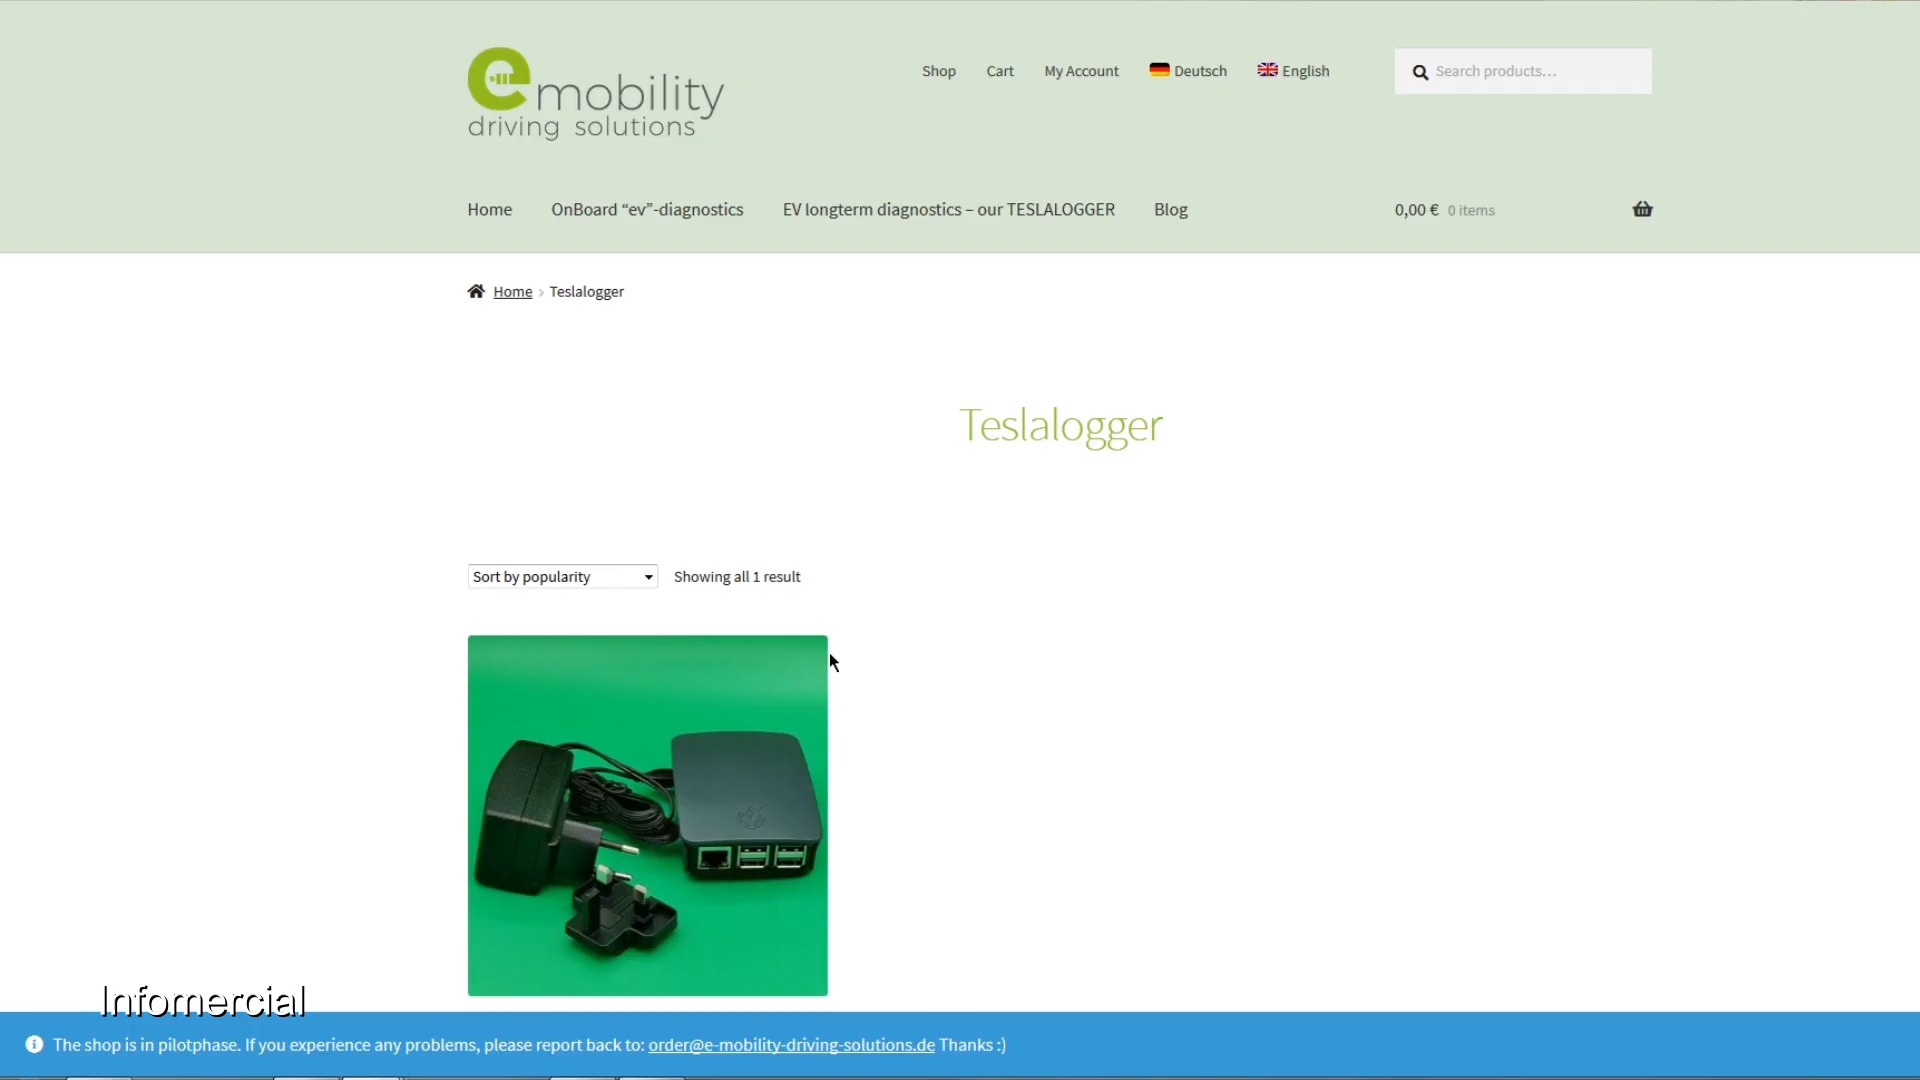 emobility
driving solutions
Shop Cart My Account Deutsch English
Search products…
Home OnBoard “ev”-diagnostics EV longterm diagnostics – our TESLALOGGER Blog
0,00 € 0 items
Home › Teslalogger
Teslalogger
Sort by popularity Showing all 1 result
Infomercial
The shop is in pilotphase. If you experience any problems, please report back to: order@e-mobility-driving-solutions.de Thanks :)